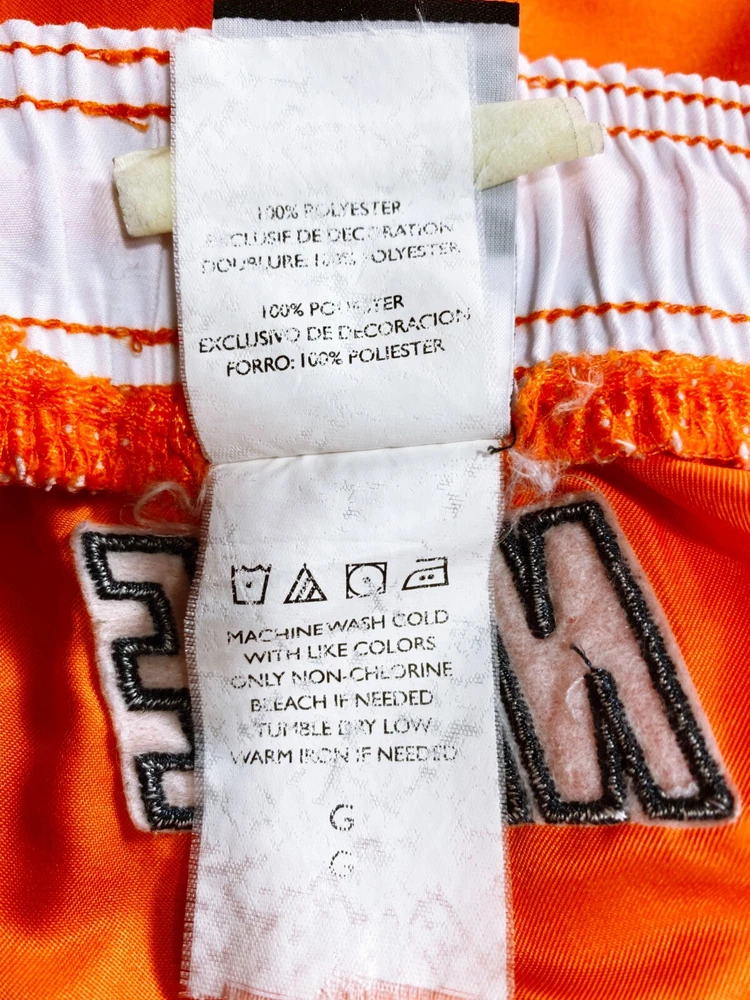 100% POLYESTER
EXCLUSIF DE DECORATION
DOUBLURE: 100% POLYESTER
100% POLYESTER
EXCLUSIVO DE DECORACION
FORRO: 100% POLIESTER
MACHINE WASH COLD
WITH LIKE COLORS
ONLY NON-CHLORINE
BLEACH IF NEEDED
TUMBLE DRY LOW
WARM IRON IF NEEDED
G
G